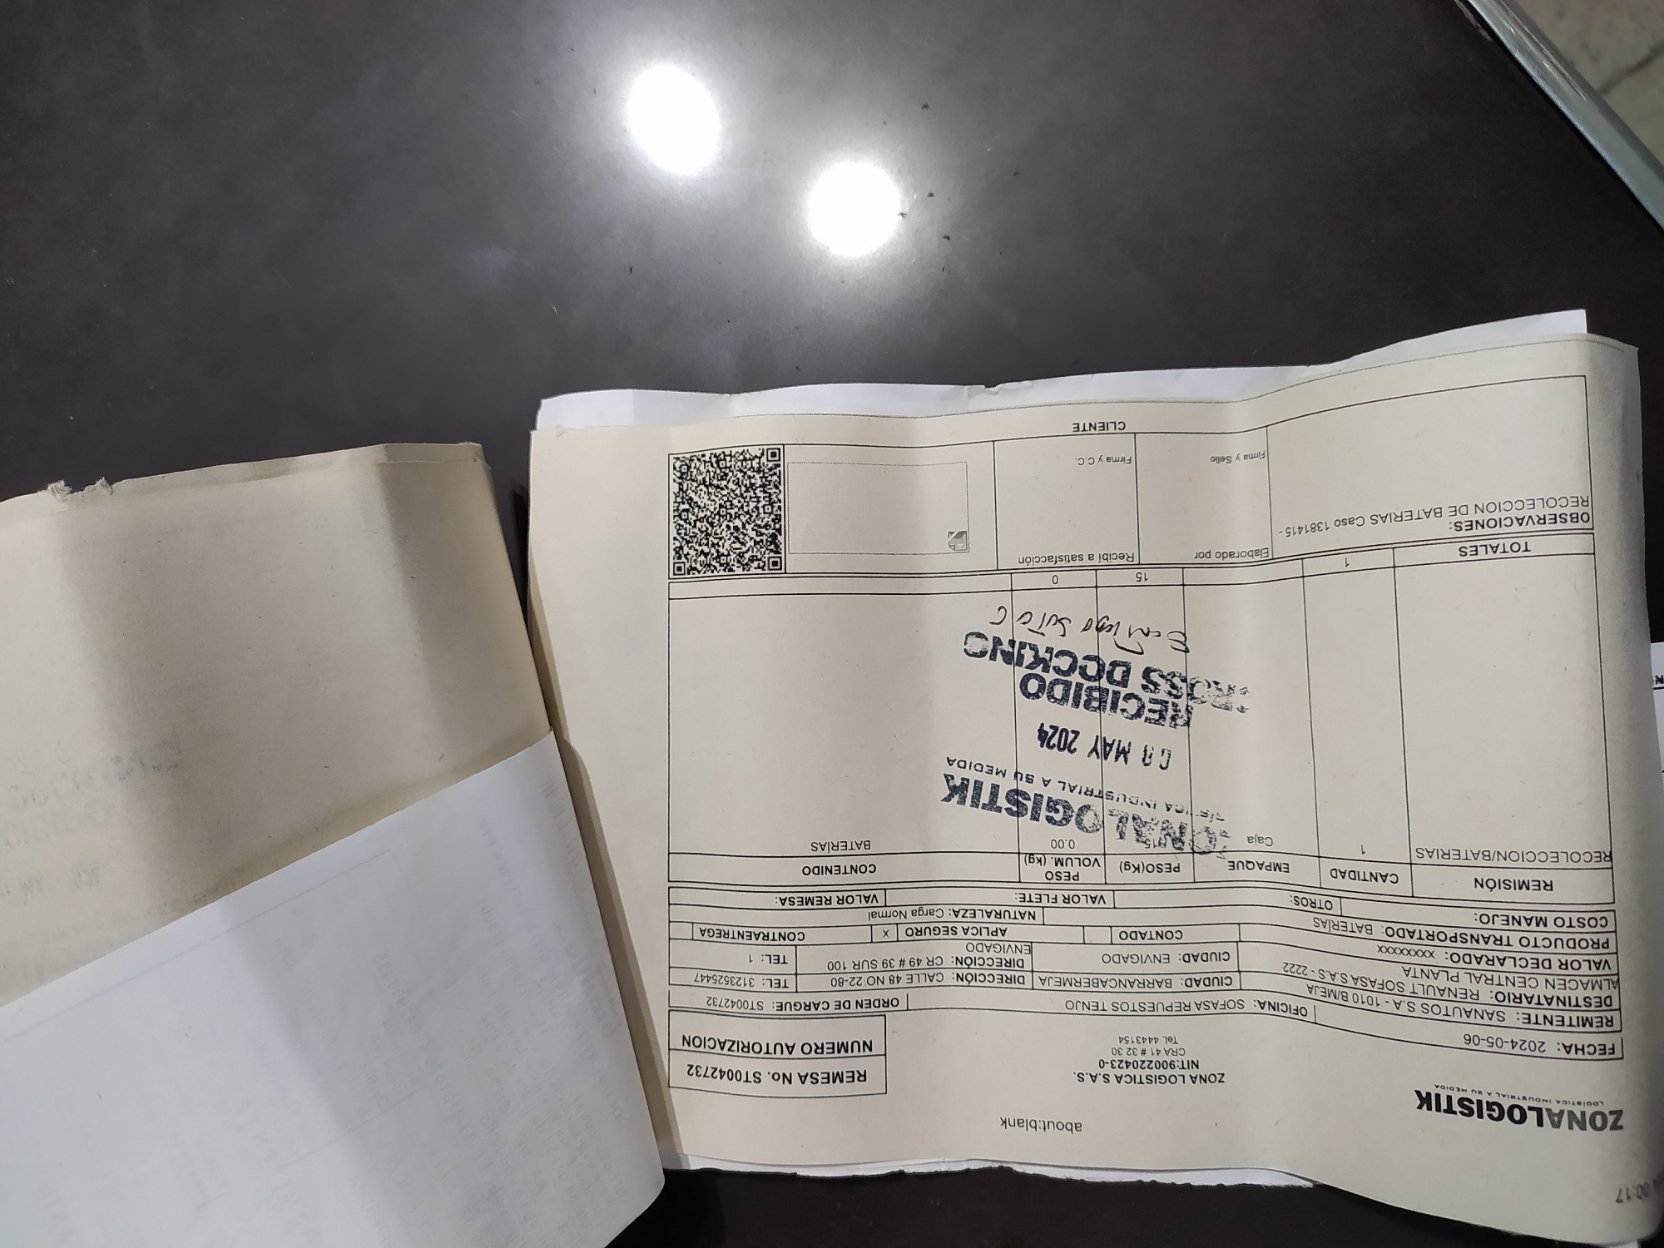 00:17
about:blank
ZONALOGISTIK
LOGISTICA INDUSTRIAL A SU MEDIDA
ZONA LOGISTICA S.A.S.
NIT:900220423-0
CRA 41 # 32 30
Tel. 4443154
REMESA No. ST0042732
NUMERO AUTORIZACION
FECHA: 2024-05-06
OFICINA: SOFASA REPUESTOS TENJO
ORDEN DE CARGUE: ST0042732
REMITENTE: SANAUTOS S.A - 1010 B/MEJA
CIUDAD: BARRANCABERMEJA
DIRECCIÓN: CALLE 48 NO 22-80
TEL: 3123525447
DESTINATARIO: RENAULT SOFASA S.A.S - 2222
ALMACEN CENTRAL PLANTA
CIUDAD: ENVIGADO
DIRECCIÓN: CR 49 # 39 SUR 100
ENVIGADO
TEL: 1
VALOR DECLARADO: xxxxxxxx
CONTADO
APLICA SEGURO X
CONTRAENTREGA
PRODUCTO TRANSPORTADO: BATERIAS
NATURALEZA: Carga Normal
COSTO MANEJO:
OTROS:
VALOR FLETE:
VALOR REMESA:
REMISIÓN
CANTIDAD
EMPAQUE
PESO(Kg)
PESO
VOLUM. (kg)
CONTENIDO
RECOLECCION/BATERIAS
1
Caja
15
0.00
BATERÍAS
ZONALOGISTIK
LOGÍSTICA INDUSTRIAL A SU MEDIDA
MAY 2024
RECIBIDO
CROSS DOCKING
TOTALES
1
15
0
OBSERVACIONES:
RECOLECCION DE BATERIAS Caso 1381415 -
Elaborado por
Recibí a satisfacción
Firma y Sello
Firma y C.C.
CLIENTE